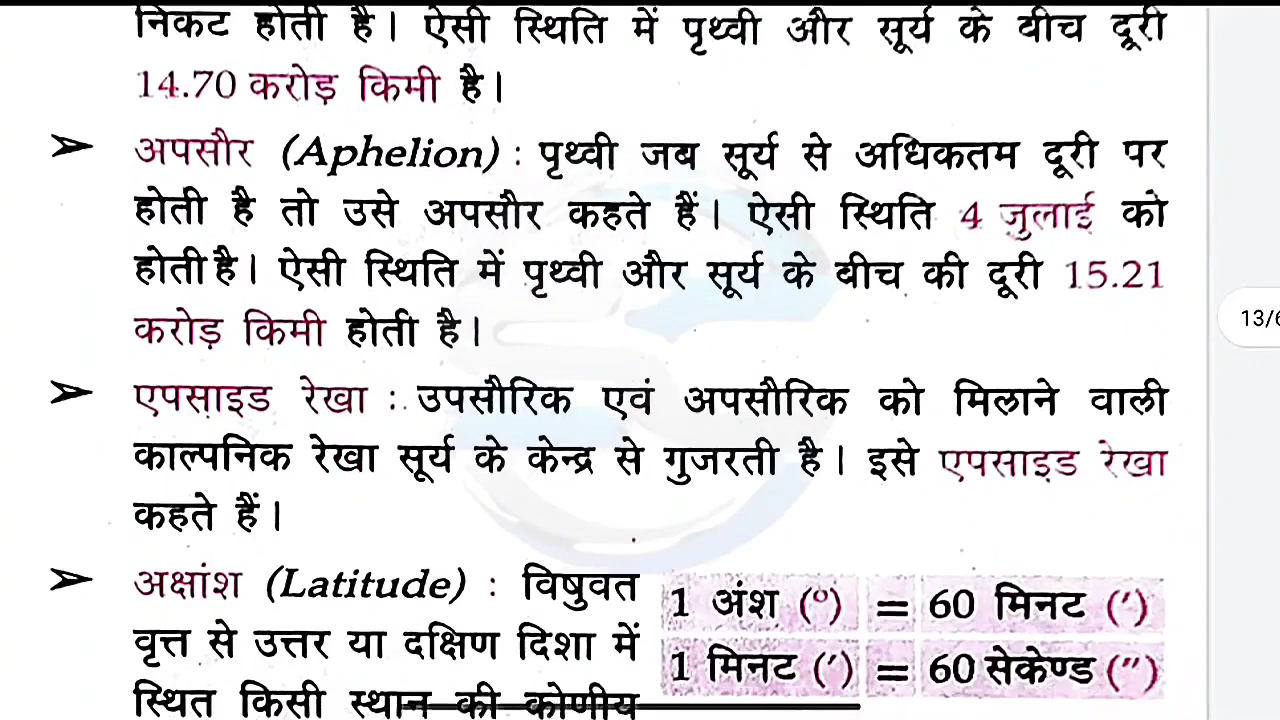 निकट होती है। ऐसी स्थिति में पृथ्वी और सूर्य के बीच दूरी
14.70 करोड़ किमी है।
➢ अपसौर (Aphelion) : पृथ्वी जब सूर्य से अधिकतम दूरी पर
होती है तो उसे अपसौर कहते हैं। ऐसी स्थिति 4 जुलाई को
होती है। ऐसी स्थिति में पृथ्वी और सूर्य के बीच की दूरी 15.21
करोड़ किमी होती है।
13/6
➢ एपसाइड रेखा : उपसौरिक एवं अपसौरिक को मिलाने वाली
काल्पनिक रेखा सूर्य के केन्द्र से गुजरती है। इसे एपसाइड रेखा
कहते हैं।
➢ अक्षांश (Latitude) : विषुवत
वृत्त से उत्तर या दक्षिण दिशा में
स्थित किसी स्थान की कोणीय
1 अंश (º) = 60 मिनट (′)
1 मिनट (′) = 60 सेकेण्ड (″)